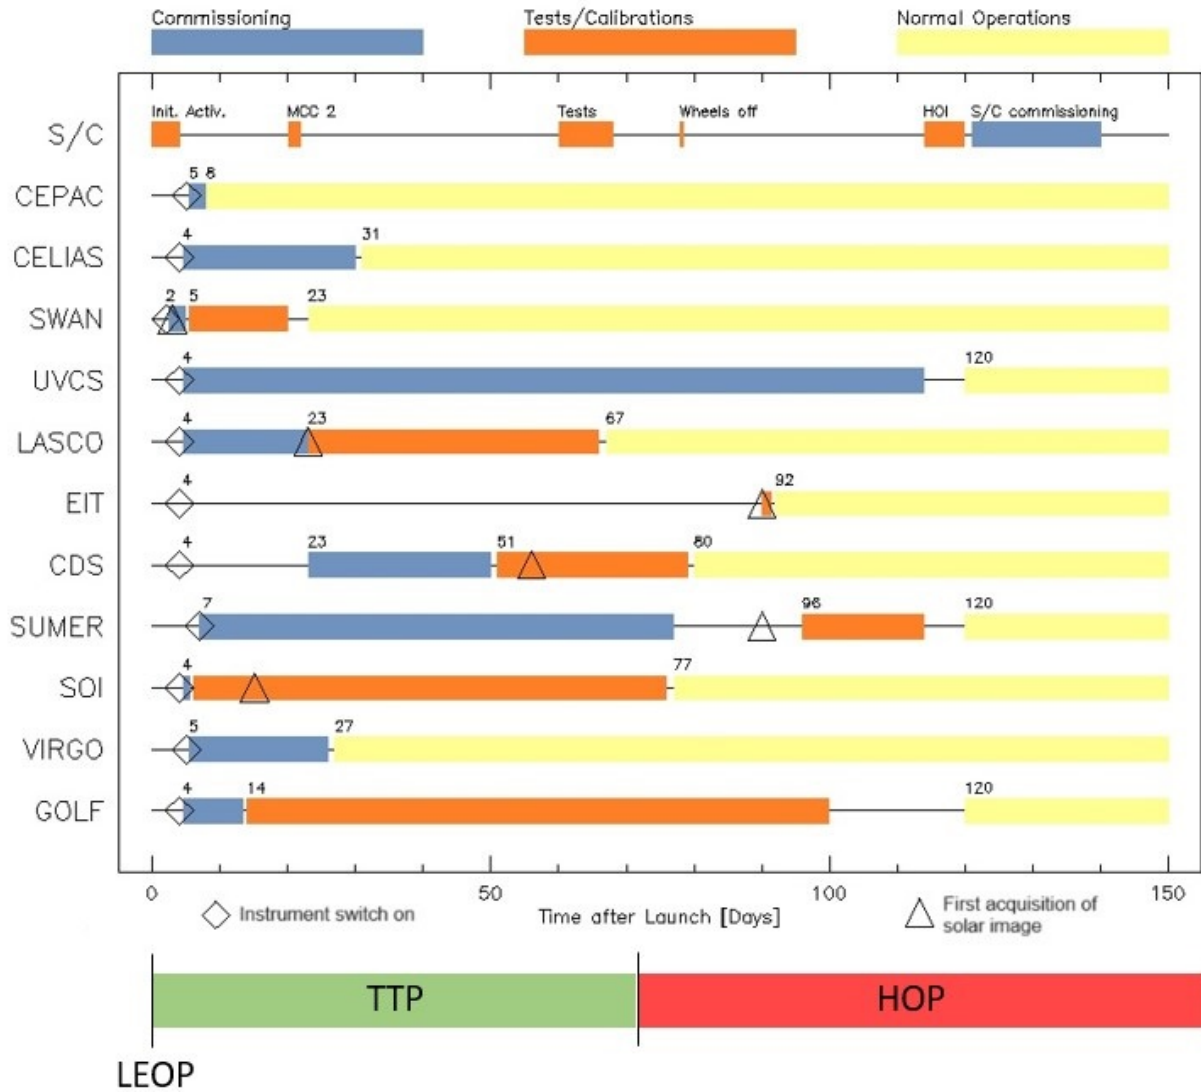 Commissioning Tests/Calibrations Normal Operations
Init. Activ. MCC 2 Tests Wheels off HOI S/C commissioning
S/C
5 8
CEPAC
4 31
CELIAS
2 5 23
SWAN
4 120
UVCS
4 23 67
LASCO
4 92
EIT
4 23 51 80
CDS
7 96 120
SUMER
4 77
SOI
5 27
VIRGO
4 14 120
GOLF
0 50 100 150
Instrument switch on Time after Launch [Days] First acquisition of
solar image
TTP HOP
LEOP